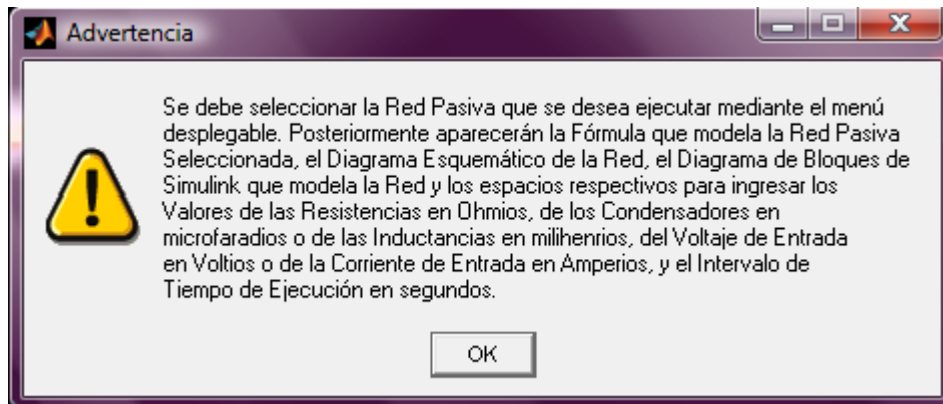 Advertencia
Se debe seleccionar la Red Pasiva que se desea ejecutar mediante el menú
desplegable. Posteriormente aparecerán la Fórmula que modela la Red Pasiva
Seleccionada, el Diagrama Esquemático de la Red, el Diagrama de Bloques de
Simulink que modela la Red y los espacios respectivos para ingresar los
Valores de las Resistencias en Ohmios, de los Condensadores en
microfaradios o de las Inductancias en milihenrios, del Voltaje de Entrada
en Voltios o de la Corriente de Entrada en Amperios, y el Intervalo de
Tiempo de Ejecución en segundos.
OK